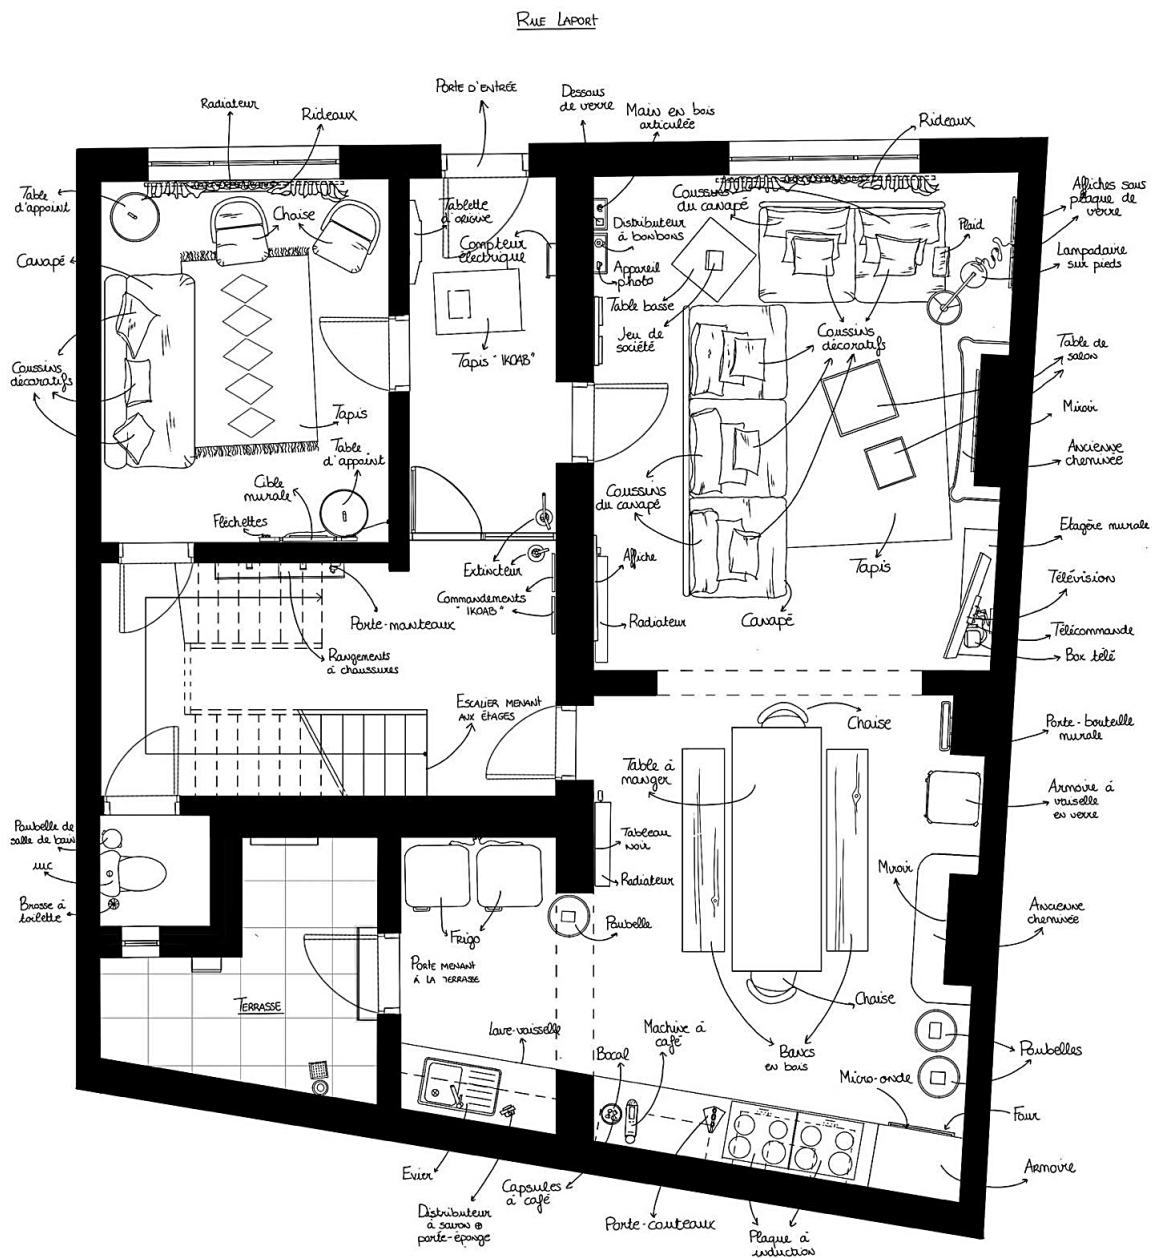 RUE LAPORT
PORTE D'ENTRÉE
Radiateur
Rideaux
Dessous
de verre
Main en bois
articulée
Rideaux
Table
d'appoint
Chaise
Canapé
Coussins
décoratifs
Tapis
Table
d'appoint
Cible
murale
Fléchettes
Tablette
Compteur
électrique
Tapis "IKOAB"
Extincteur
Commandements
"IKOAB"
Porte-manteaux
Rangements
à chaussures
ESCALIER MENANT
AUX ÉTAGES
Coussins
du canapé
Distributeur
à bonbons
Appareil
photo
Table basse
Jeu de
société
Plaid
Affiches sous
plaque de
verre
Lampadaire
sur pieds
Coussins
décoratifs
Table de
salon
Miroir
Ancienne
cheminée
Coussins
du canapé
Etagère murale
Affiche
Tapis
Télévision
Radiateur
Canapé
Télécommande
Box télé
Chaise
Porte-bouteille
murale
Table à
manger
Armoire à
vaiselle
en verre
Poubelle de
salle de bain
WC
Brosse à
toilette
Tableau
noir
Radiateur
Miroir
Ancienne
cheminée
Frigo
Poubelle
PORTE MENANT
À LA TERRASSE
TERRASSE
Chaise
Lave-vaisselle
Machine à
café
Bocal
Bancs
en bois
Poubelles
Micro-onde
Four
Armoire
Evier
Capsules
à café
Distributeur
à savon ⊕
porte-éponge
Porte-couteaux
Plaque à
induction